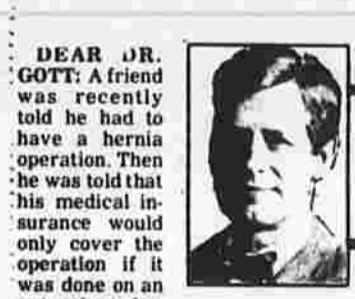 DEAR DR.
GOTT: A friend
was recently
told he had to
have a hernia
operation. Then
he was told that
his medical in-
surance would
only cover the
operation if it
was done on an